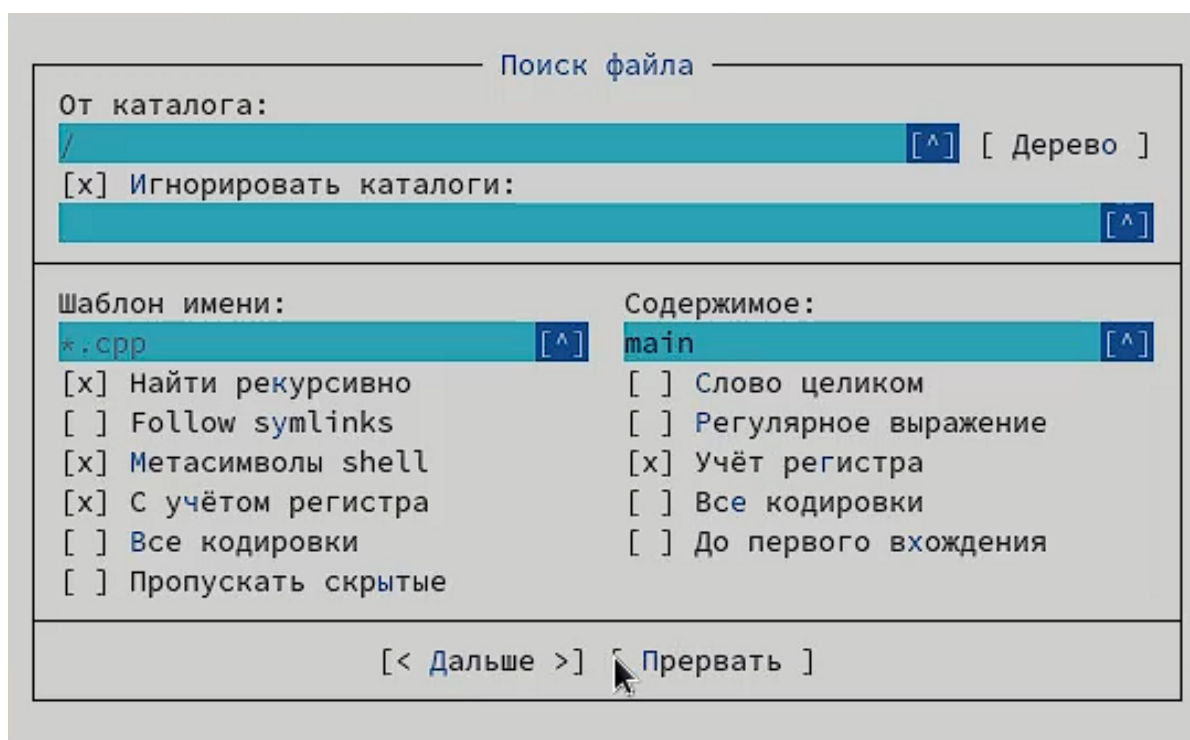 Поиск файла
От каталога:
/ [^] [ Дерево ]
[x] Игнорировать каталоги:
[^]
Шаблон имени:
*.cpp [^]
[x] Найти рекурсивно
[ ] Follow symlinks
[x] Метасимволы shell
[x] С учётом регистра
[ ] Все кодировки
[ ] Пропускать скрытые
Содержимое:
main [^]
[ ] Слово целиком
[ ] Регулярное выражение
[x] Учёт регистра
[ ] Все кодировки
[ ] До первого вхождения
[< Дальше >] [ Прервать ]